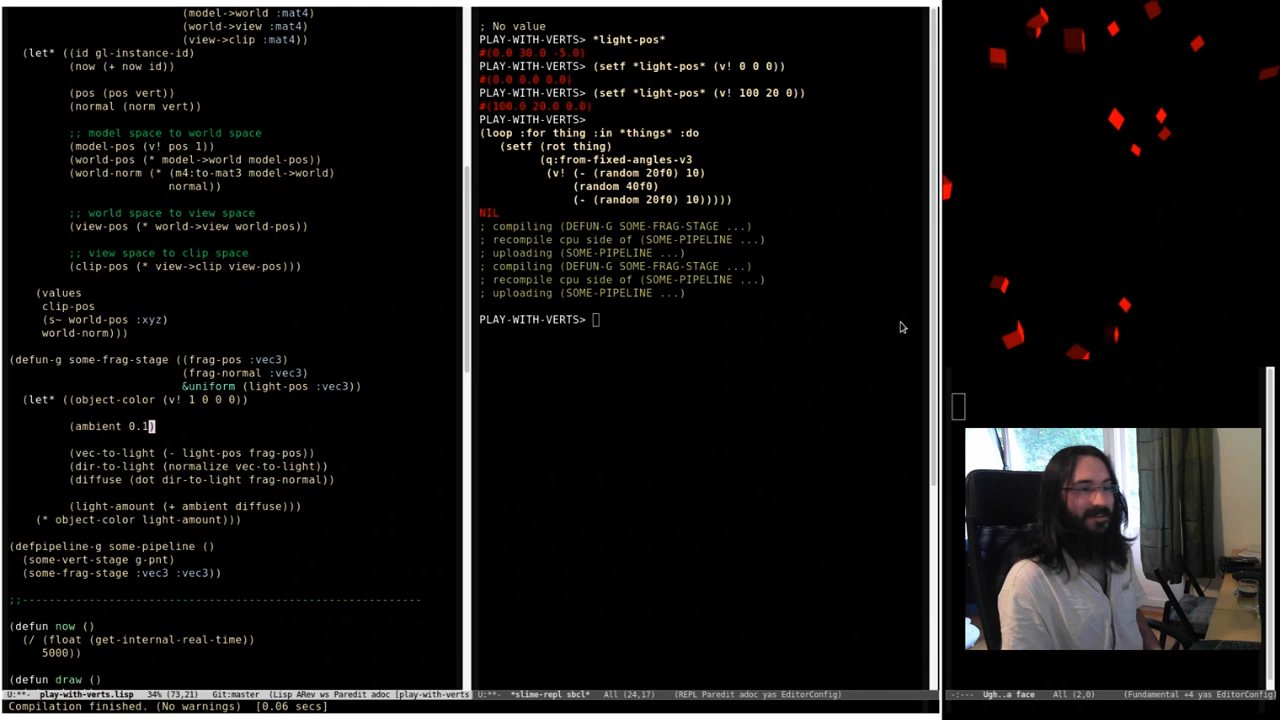 (model->world :mat4)
(world->view :mat4)
(view->clip :mat4))
(let* ((id gl-instance-id)
(now (+ now id))
(pos (pos vert))
(normal (norm vert))
;; model space to world space
(model-pos (v! pos 1))
(world-pos (* model->world model-pos))
(world-norm (* (m4:to-mat3 model->world)
normal))
;; world space to view space
(view-pos (* world->view world-pos))
;; view space to clip space
(clip-pos (* view->clip view-pos)))
(values
clip-pos
(s~ world-pos :xyz)
world-norm)))
(defun-g some-frag-stage ((frag-pos :vec3)
(frag-normal :vec3)
&uniform (light-pos :vec3))
(let* ((object-color (v! 1 0 0 0))
(ambient 0.1)
(vec-to-light (- light-pos frag-pos))
(dir-to-light (normalize vec-to-light))
(diffuse (dot dir-to-light frag-normal))
(light-amount (+ ambient diffuse)))
(* object-color light-amount)))
(defpipeline-g some-pipeline ()
(some-vert-stage g-pnt)
(some-frag-stage :vec3 :vec3))
;;------------------------------------------------------------
(defun now ()
(/ (float (get-internal-real-time))
5000))
(defun draw ()
U:**- play-with-verts.lisp 34% (73,21) Git:master (Lisp ARev ws Paredit adoc [play-with-verts
Compilation finished. (No warnings) [0.06 secs]
; No value
PLAY-WITH-VERTS> *light-pos*
#(0.0 30.0 -5.0)
PLAY-WITH-VERTS> (setf *light-pos* (v! 0 0 0))
#(0.0 0.0 0.0)
PLAY-WITH-VERTS> (setf *light-pos* (v! 100 20 0))
#(100.0 20.0 0.0)
PLAY-WITH-VERTS>
(loop :for thing :in *things* :do
(setf (rot thing)
(q:from-fixed-angles-v3
(v! (- (random 20f0) 10)
(random 40f0)
(- (random 20f0) 10)))))
NIL
; compiling (DEFUN-G SOME-FRAG-STAGE ...)
; recompile cpu side of (SOME-PIPELINE ...)
; uploading (SOME-PIPELINE ...)
; compiling (DEFUN-G SOME-FRAG-STAGE ...)
; recompile cpu side of (SOME-PIPELINE ...)
; uploading (SOME-PIPELINE ...)
PLAY-WITH-VERTS>
U:**- *slime-repl sbcl* All (24,17) (REPL Paredit adoc yas EditorConfig)
-:--- Ugh..a face All (2,0) (Fundamental +4 yas EditorConfig)